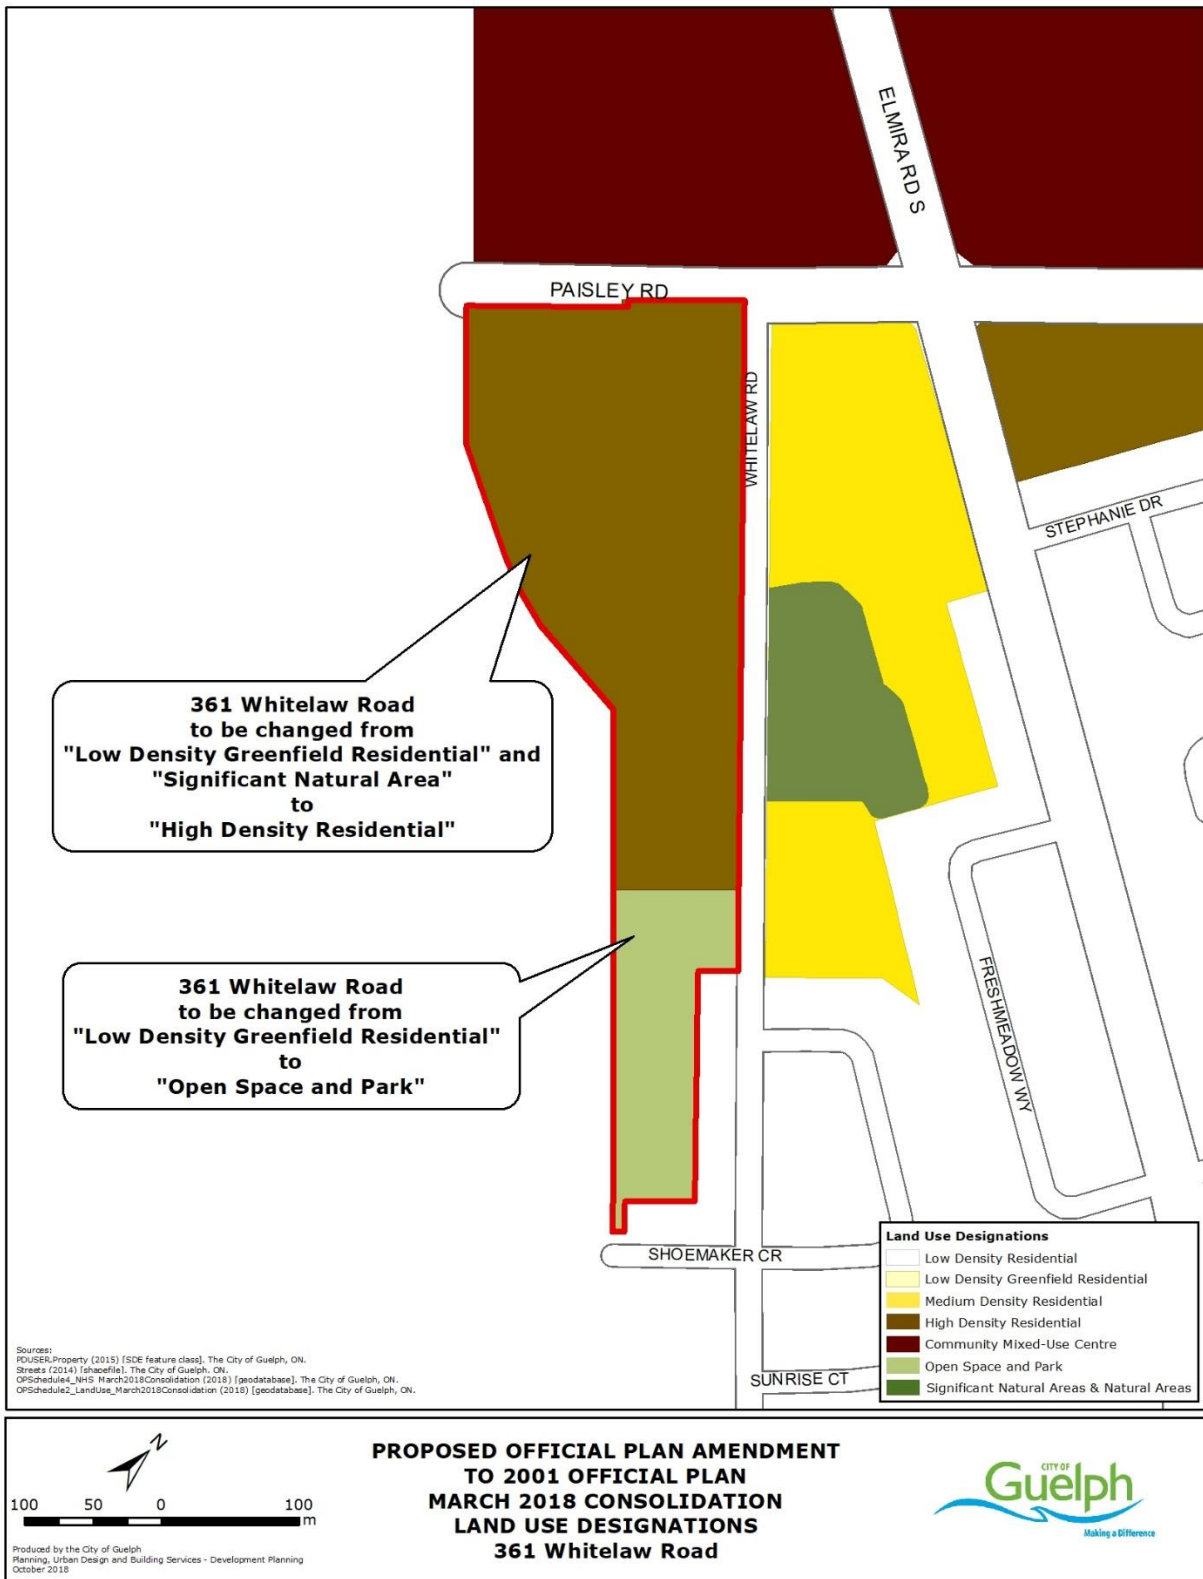 ELMIRA RD S
PAISLEY RD
WHITELAW RD
STEPHANIE DR
361 Whitelaw Road
to be changed from
"Low Density Greenfield Residential" and
"Significant Natural Area"
to
"High Density Residential"
361 Whitelaw Road
to be changed from
"Low Density Greenfield Residential"
to
"Open Space and Park"
FRESHMEADOW WY
SHOEMAKER CR
SUNRISE CT
Land Use Designations
Low Density Residential
Low Density Greenfield Residential
Medium Density Residential
High Density Residential
Community Mixed-Use Centre
Open Space and Park
Significant Natural Areas & Natural Areas
Sources:
PDUSER.Property (2015) [SDE feature class]. The City of Guelph, ON.
Streets (2014) [shapefile]. The City of Guelph. ON.
OPSchedule4_NHS March2018Consolidation (2018) [geodatabase]. The City of Guelph, ON.
OPSchedule2_LandUse_March2018Consolidation (2018) [geodatabase]. The City of Guelph, ON.
N
100 50 0 100
m
Produced by the City of Guelph
Planning, Urban Design and Building Services - Development Planning
October 2018
PROPOSED OFFICIAL PLAN AMENDMENT
TO 2001 OFFICIAL PLAN
MARCH 2018 CONSOLIDATION
LAND USE DESIGNATIONS
361 Whitelaw Road
CITY OF
Guelph
Making a Difference